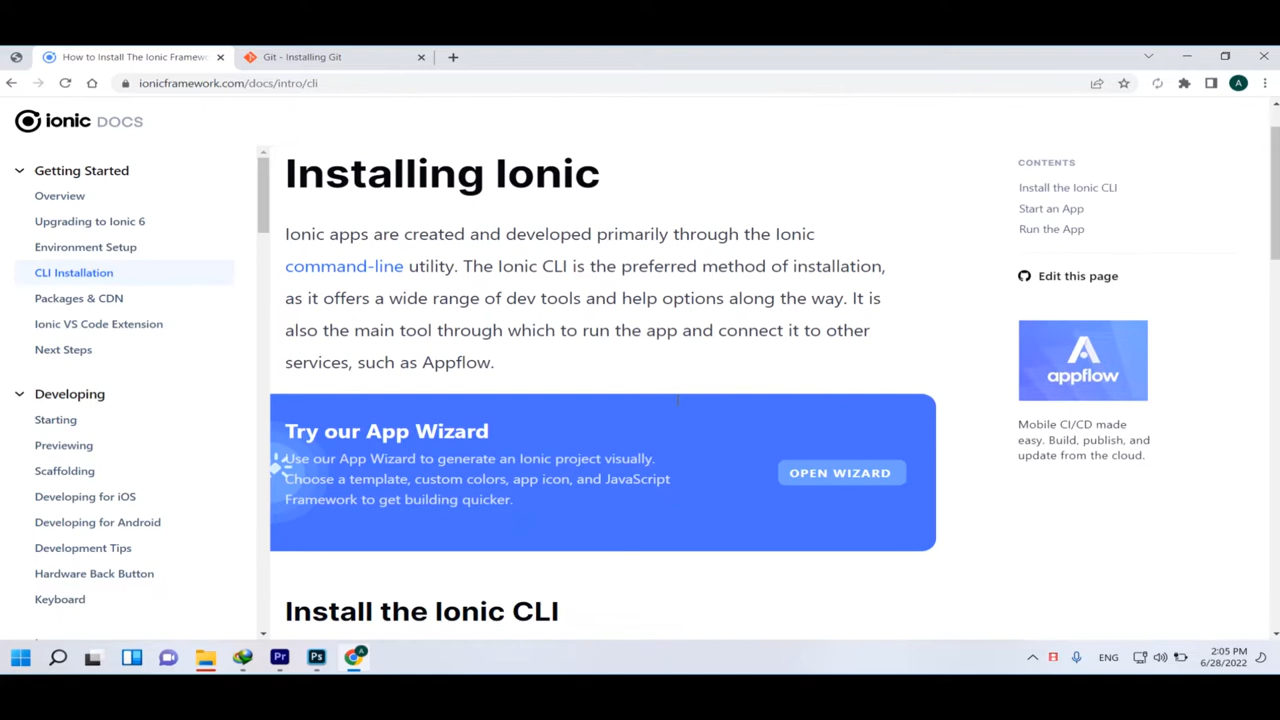 How to Install The Ionic Framew
Git - Installing Git
ionicframework.com/docs/intro/cli
A
ionic DOCS
Getting Started
Overview
Upgrading to Ionic 6
Environment Setup
CLI Installation
Packages & CDN
Ionic VS Code Extension
Next Steps
Developing
Starting
Previewing
Scaffolding
Developing for iOS
Developing for Android
Development Tips
Hardware Back Button
Keyboard
Installing Ionic
Ionic apps are created and developed primarily through the Ionic
command-line utility. The Ionic CLI is the preferred method of installation,
as it offers a wide range of dev tools and help options along the way. It is
also the main tool through which to run the app and connect it to other
services, such as Appflow.
Try our App Wizard
Use our App Wizard to generate an Ionic project visually.
Choose a template, custom colors, app icon, and JavaScript
Framework to get building quicker.
OPEN WIZARD
Install the Ionic CLI
CONTENTS
Install the Ionic CLI
Start an App
Run the App
Edit this page
appflow
Mobile CI/CD made
easy. Build, publish, and
update from the cloud.
Pr
Ps
A
ENG
2:05 PM
6/28/2022